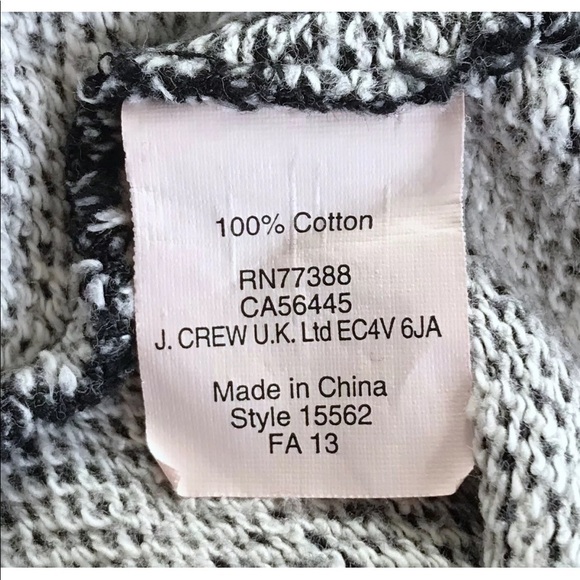 100% Cotton
RN77388
CA56445
J. CREW U.K. Ltd EC4V 6JA
Made in China
Style 15562
FA 13